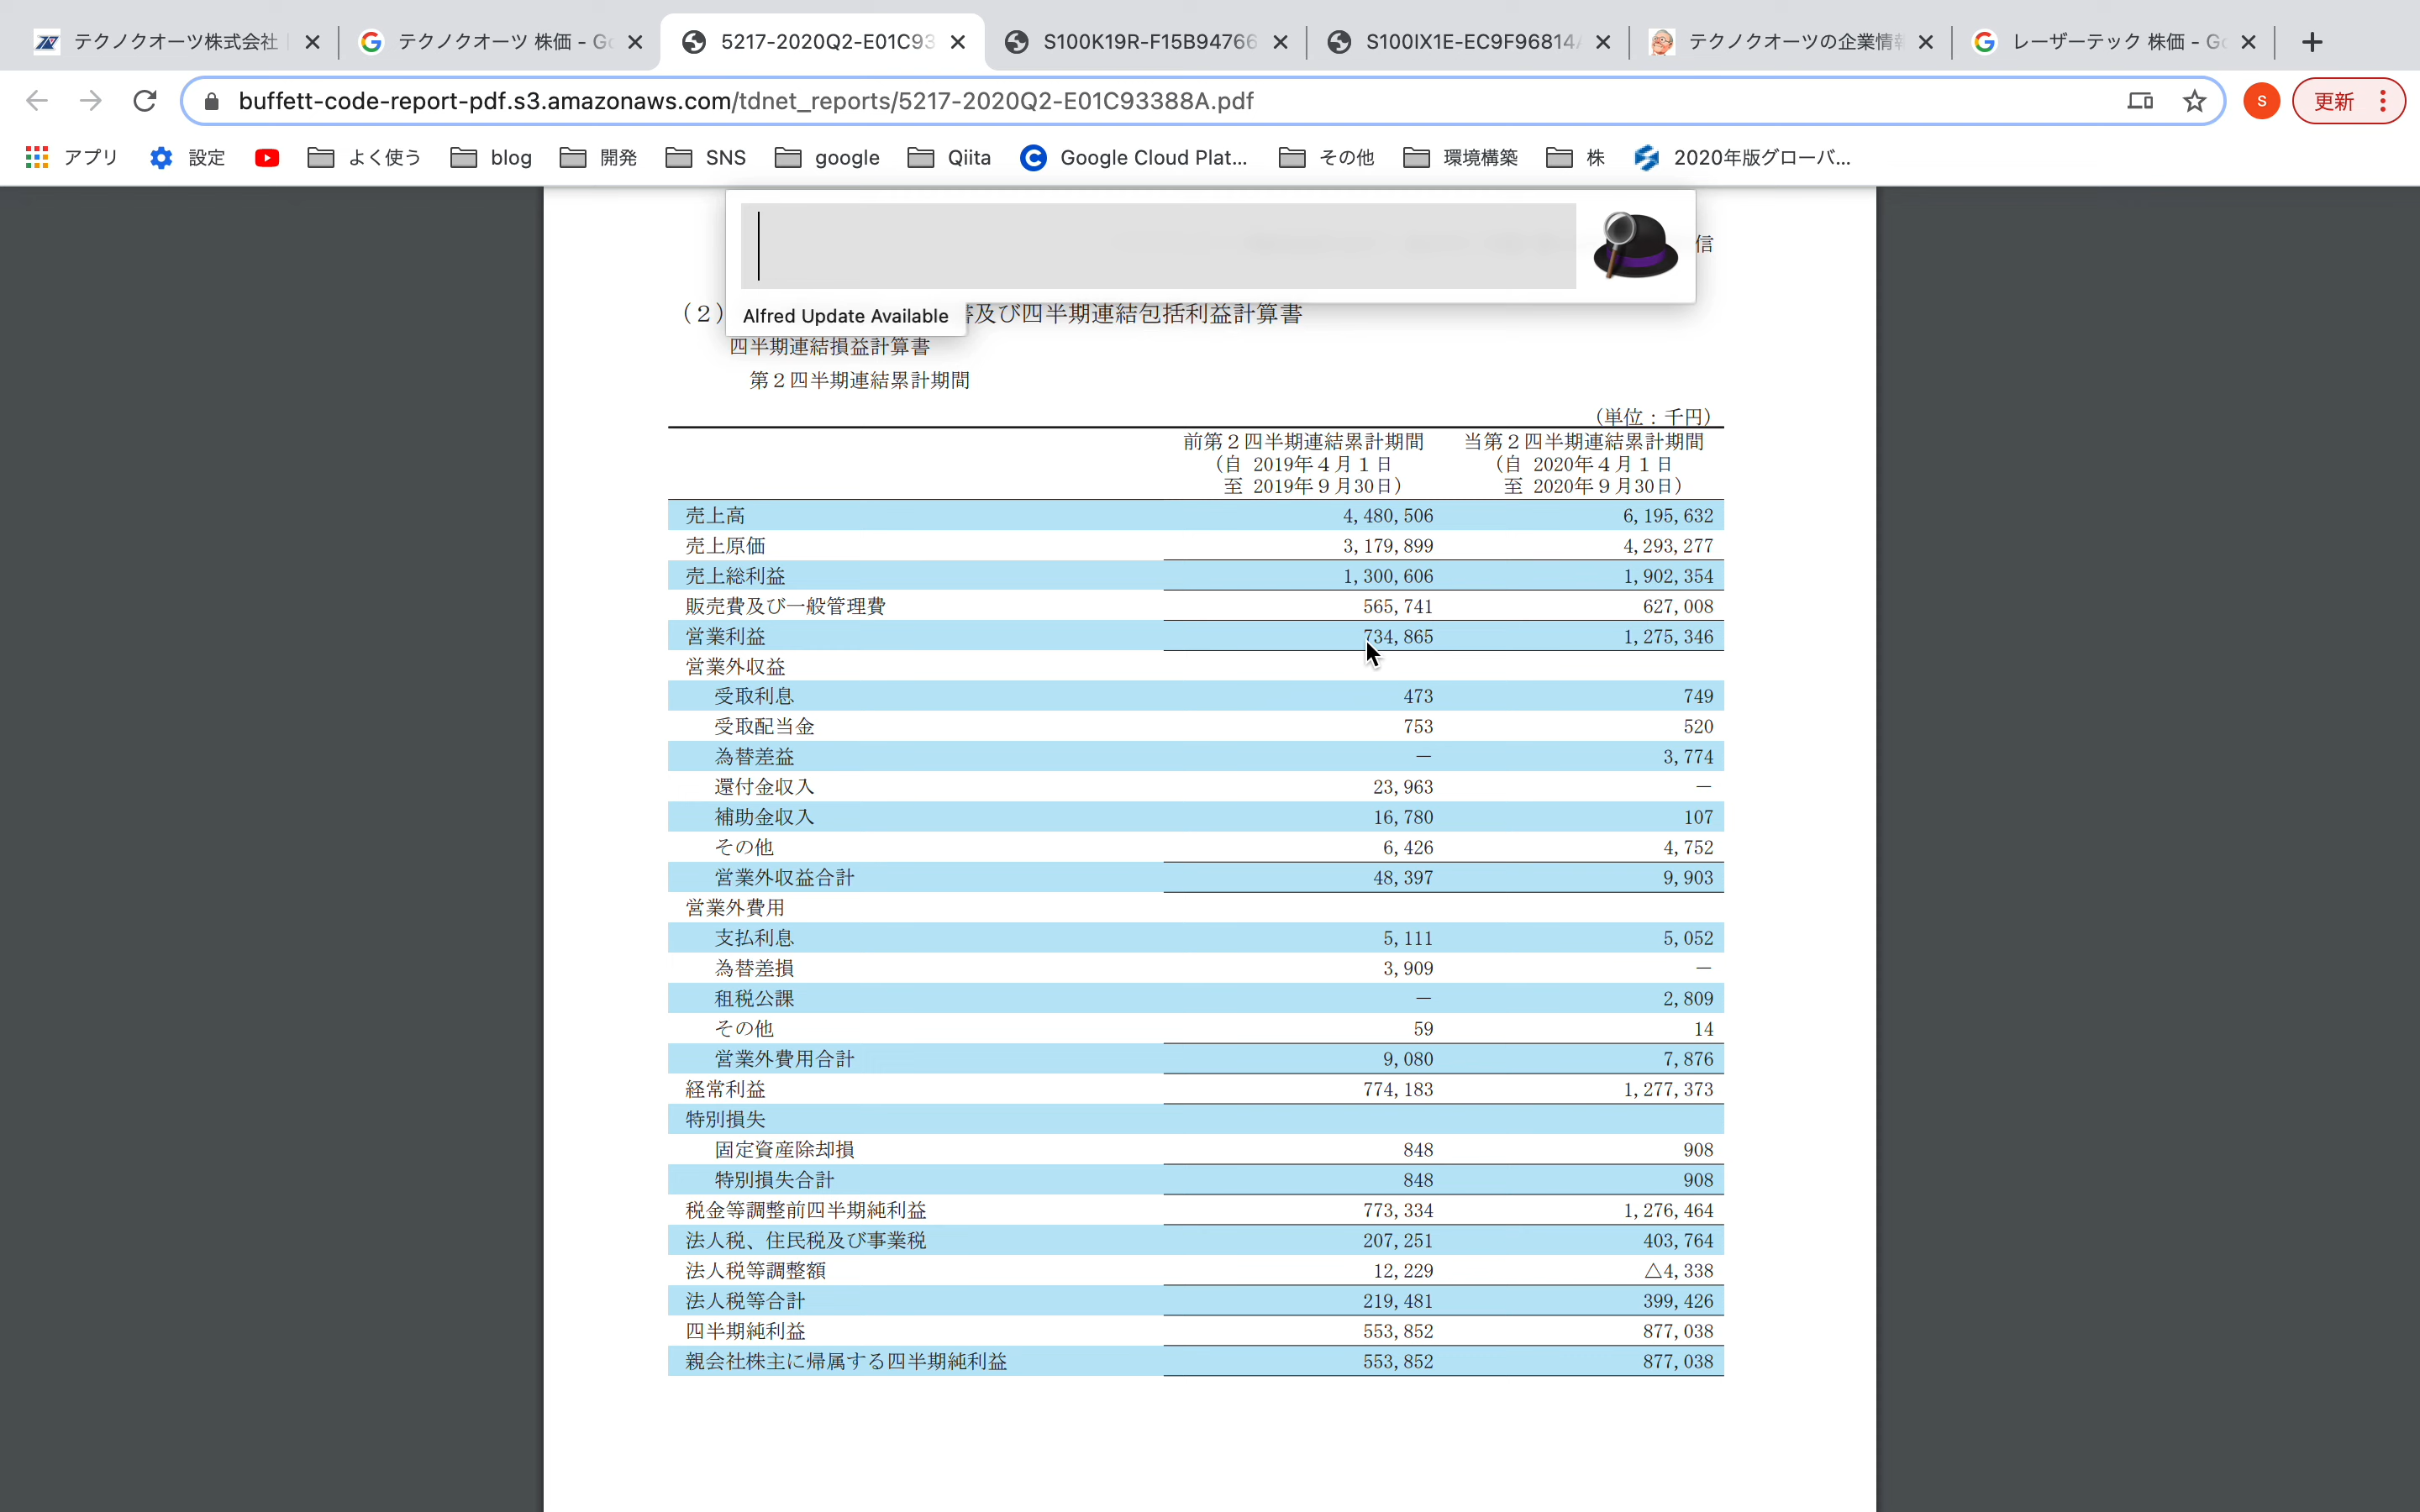 テクノクオーツ株式会社
テクノクオーツ 株価 - Go
5217-2020Q2-E01C93
S100K19R-F15B94766
S100IX1E-EC9F96814
テクノクオーツの企業情
レーザーテック 株価 - Go
buffett-code-report-pdf.s3.amazonaws.com/tdnet_reports/5217-2020Q2-E01C93388A.pdf
S
更新
アプリ 設定 よく使う blog 開発 SNS google Qiita Google Cloud Plat... その他 環境構築 株 2020年版グローバ...
信
（2） 及び四半期連結包括利益計算書
Alfred Update Available
四半期連結損益計算書
第２四半期連結累計期間
（単位：千円）
前第２四半期連結累計期間 当第２四半期連結累計期間
（自 2019年４月１日 （自 2020年４月１日
至 2019年９月30日） 至 2020年９月30日）
売上高 4,480,506 6,195,632
売上原価 3,179,899 4,293,277
売上総利益 1,300,606 1,902,354
販売費及び一般管理費 565,741 627,008
営業利益 734,865 1,275,346
営業外収益
受取利息 473 749
受取配当金 753 520
為替差益 － 3,774
還付金収入 23,963 －
補助金収入 16,780 107
その他 6,426 4,752
営業外収益合計 48,397 9,903
営業外費用
支払利息 5,111 5,052
為替差損 3,909 －
租税公課 － 2,809
その他 59 14
営業外費用合計 9,080 7,876
経常利益 774,183 1,277,373
特別損失
固定資産除却損 848 908
特別損失合計 848 908
税金等調整前四半期純利益 773,334 1,276,464
法人税、住民税及び事業税 207,251 403,764
法人税等調整額 12,229 △4,338
法人税等合計 219,481 399,426
四半期純利益 553,852 877,038
親会社株主に帰属する四半期純利益 553,852 877,038